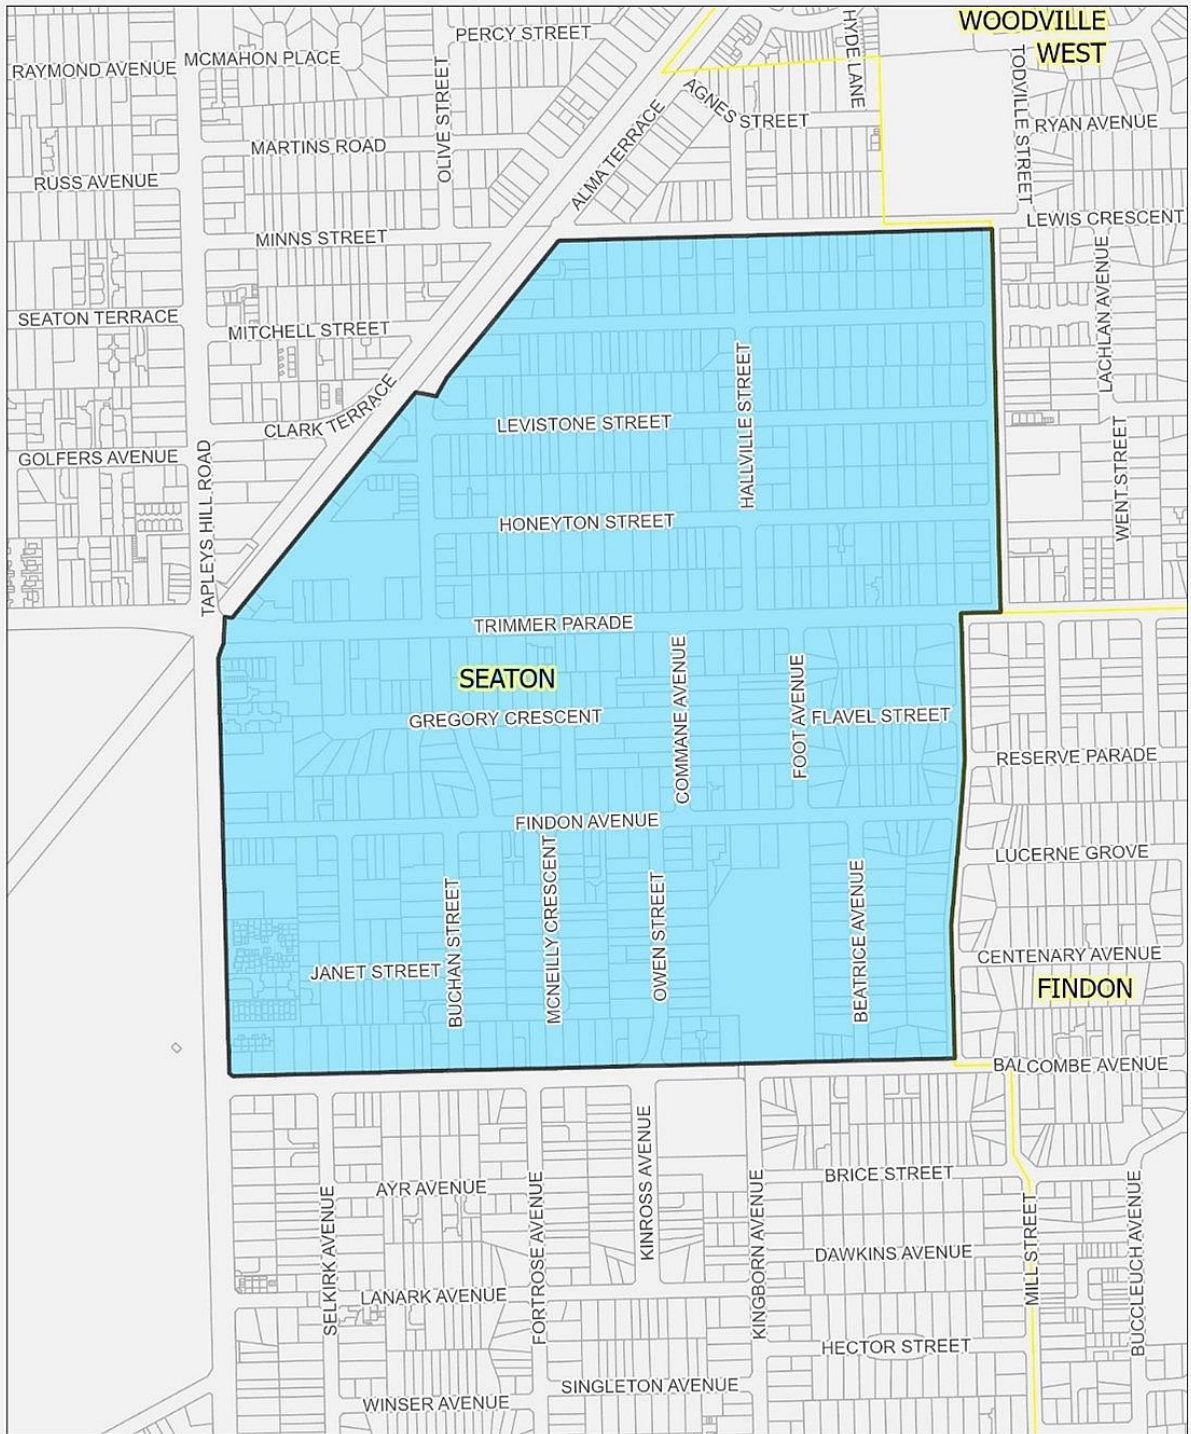 WOODVILLE
WEST
PERCY STREET
HYDE LANE
MCMAHON PLACE
RAYMOND AVENUE
TODVILLE STREET
OLIVE STREET
AGNES STREET
RYAN AVENUE
ALMA TERRACE
MARTINS ROAD
RUSS AVENUE
LEWIS CRESCENT
MINNS STREET
LACHLAN AVENUE
SEATON TERRACE
MITCHELL STREET
HALLVILLE STREET
CLARK TERRACE
LEVISTONE STREET
GOLFERS AVENUE
WENT STREET
TAPLEYS HILL ROAD
HONEYTON STREET
TRIMMER PARADE
SEATON
COMMANE AVENUE
FOOT AVENUE
GREGORY CRESCENT
FLAVEL STREET
RESERVE PARADE
FINDON AVENUE
LUCERNE GROVE
MCNEILLY CRESCENT
BUCHAN STREET
OWEN STREET
BEATRICE AVENUE
CENTENARY AVENUE
JANET STREET
FINDON
BALCOMBE AVENUE
KINROSS AVENUE
BRICE STREET
AYR AVENUE
SELKIRK AVENUE
FORTROSE AVENUE
KINGBORN AVENUE
MILL STREET
BUCCLEUCH AVENUE
DAWKINS AVENUE
LANARK AVENUE
HECTOR STREET
SINGLETON AVENUE
WINSER AVENUE